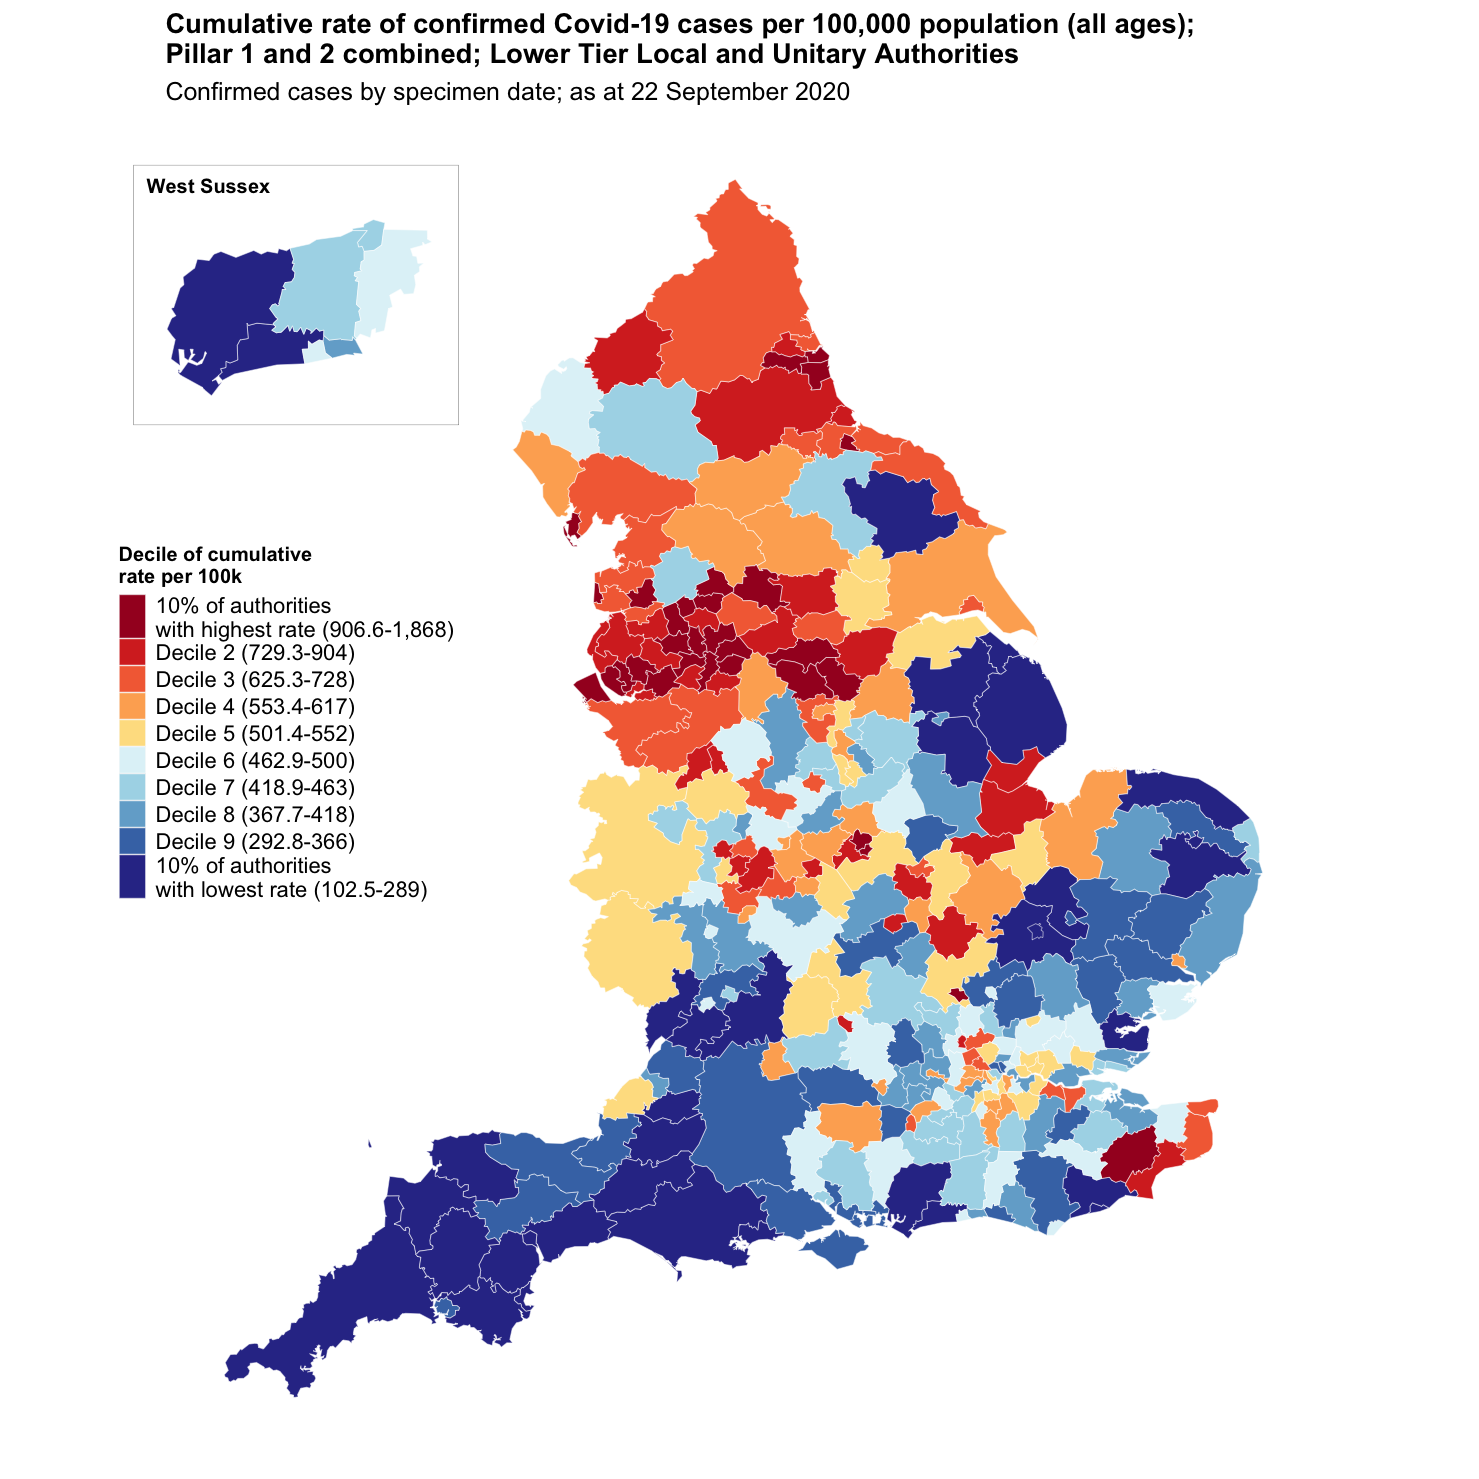 Cumulative rate of confirmed Covid-19 cases per 100,000 population (all ages);
Pillar 1 and 2 combined; Lower Tier Local and Unitary Authorities
Confirmed cases by specimen date; as at 22 September 2020
West Sussex
Decile of cumulative
rate per 100k
10% of authorities
with highest rate (906.6-1,868)
Decile 2 (729.3-904)
Decile 3 (625.3-728)
Decile 4 (553.4-617)
Decile 5 (501.4-552)
Decile 6 (462.9-500)
Decile 7 (418.9-463)
Decile 8 (367.7-418)
Decile 9 (292.8-366)
10% of authorities
with lowest rate (102.5-289)